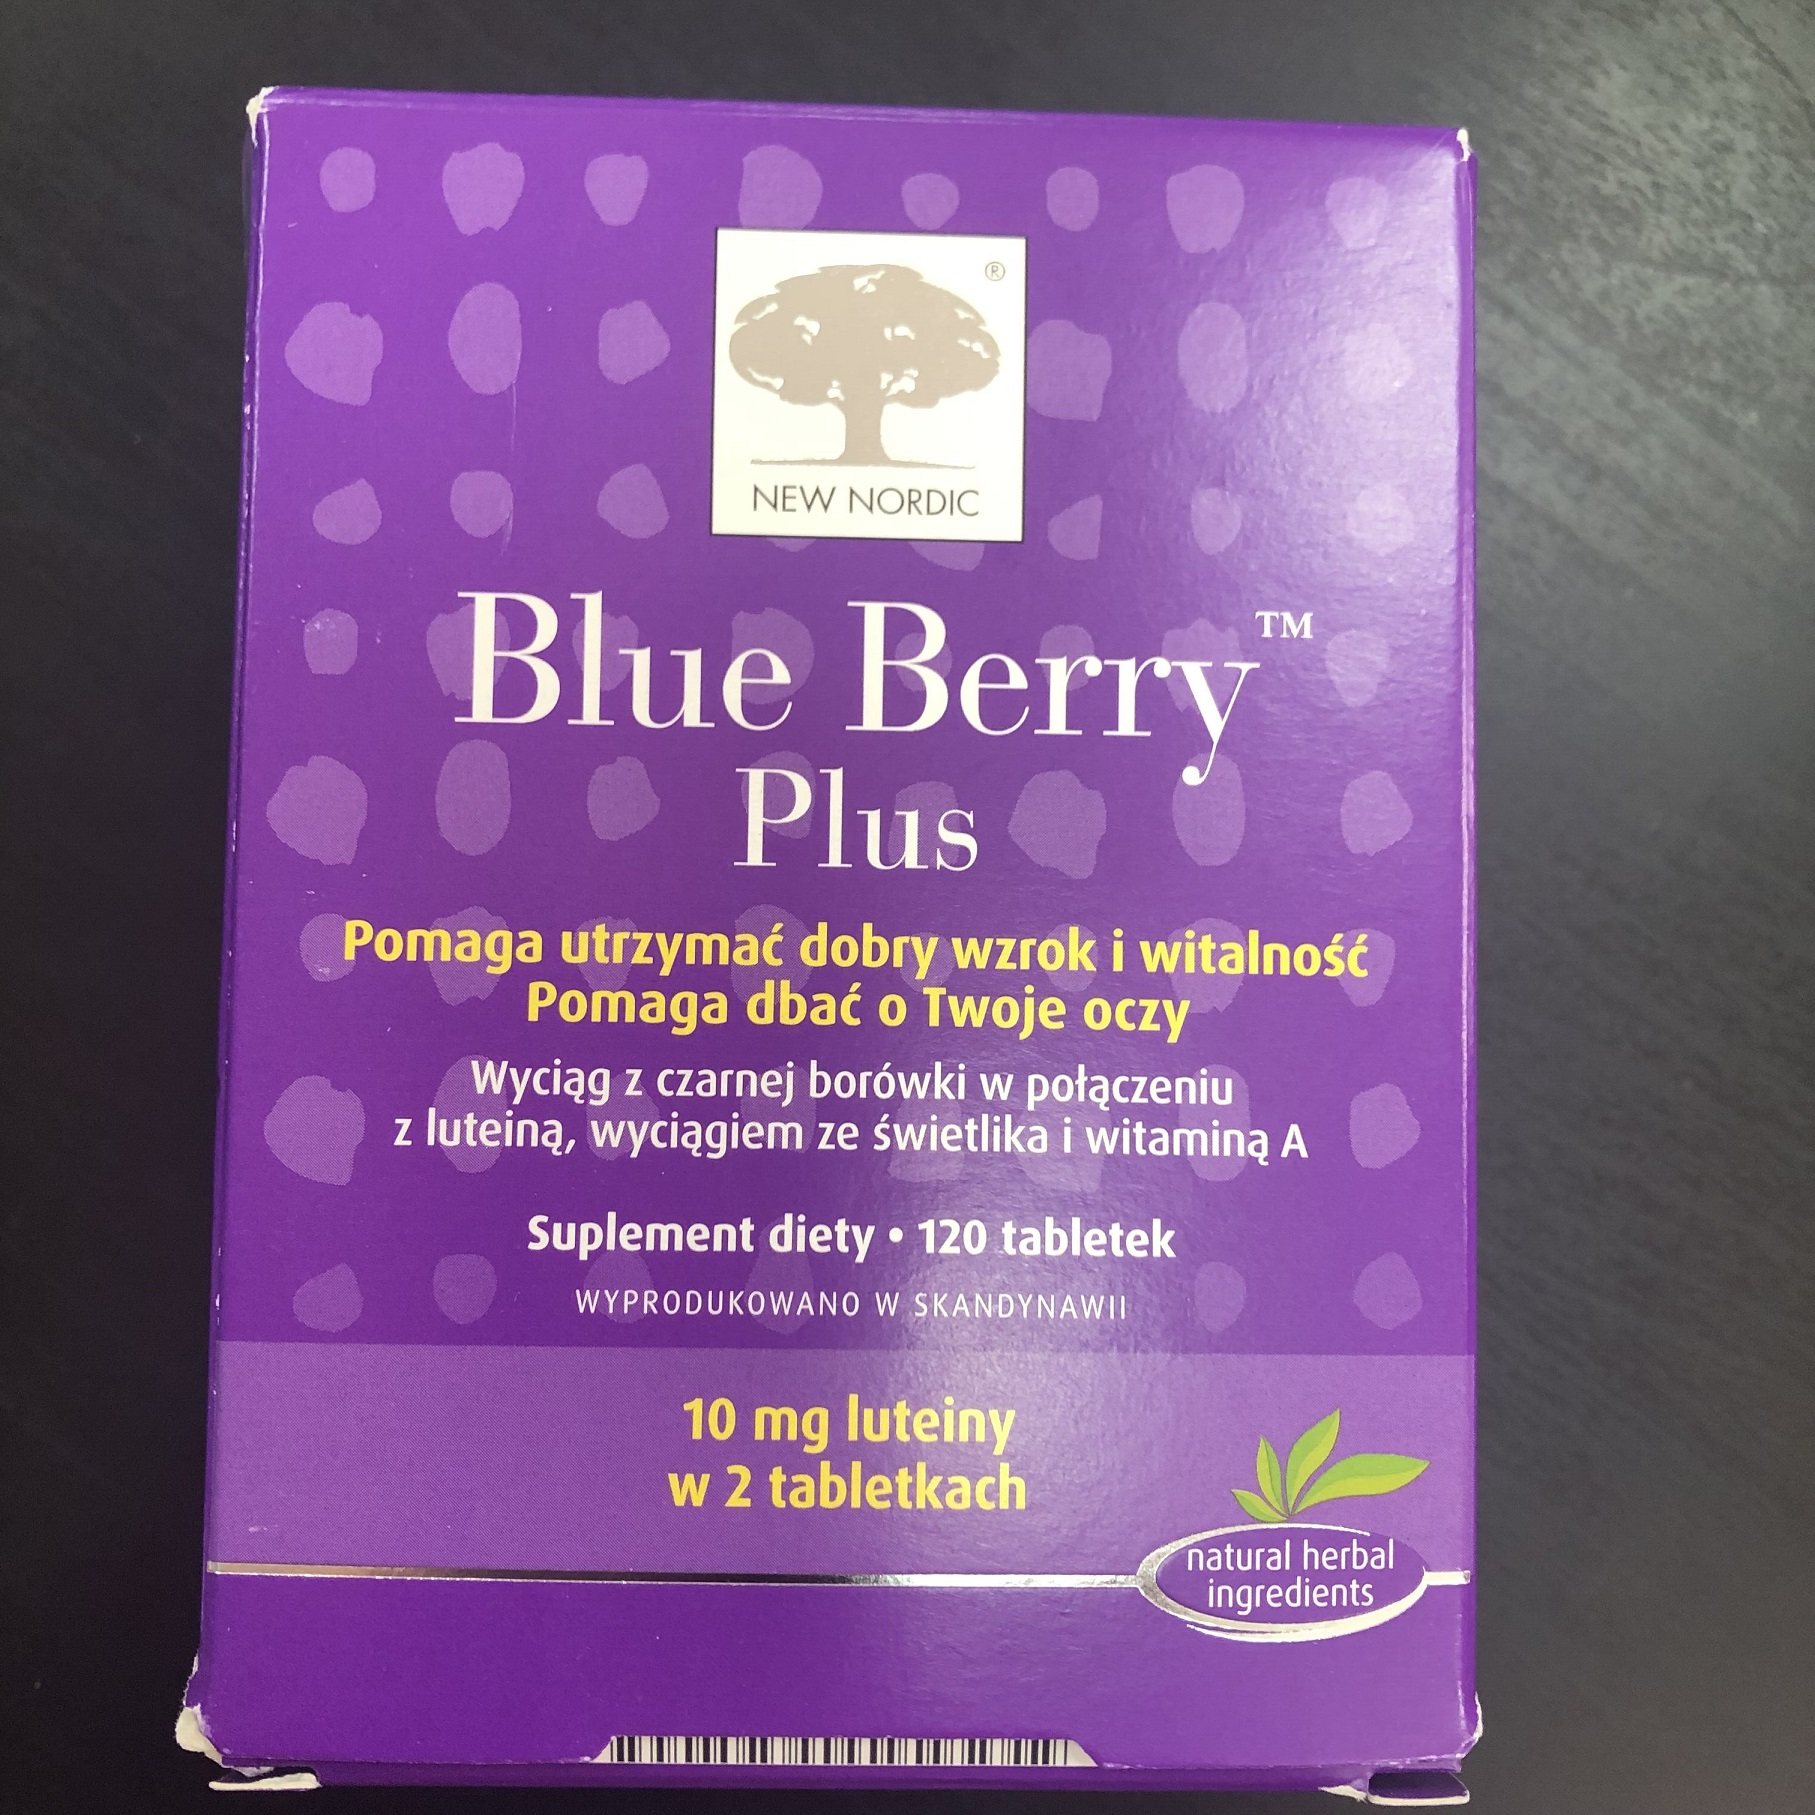 ®
NEW NORDIC
Blue Berry™
Plus
Pomaga utrzymać dobry wzrok i witalność
Pomaga dbać o Twoje oczy
Wyciąg z czarnej borówki w połączeniu
z luteiną, wyciągiem ze świetlika i witaminą A
Suplement diety • 120 tabletek
WYPRODUKOWANO W SKANDYNAWII
10 mg luteiny
w 2 tabletkach
natural herbal
ingredients